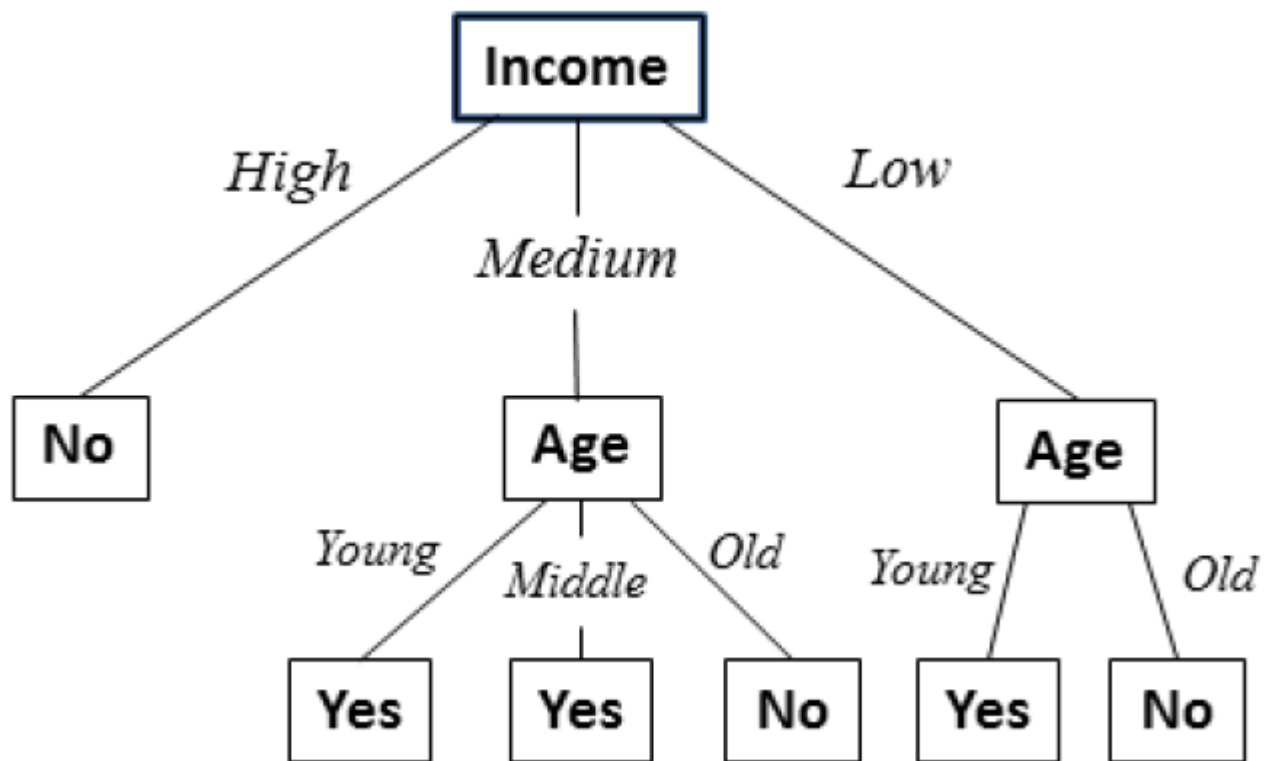 Income
High
Low
Medium
No
Age
Age
Young
Middle
Old
Young
Old
Yes
Yes
No
Yes
No